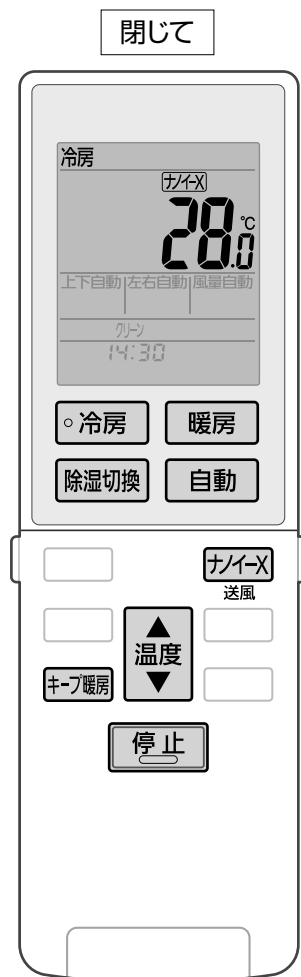 閉じて
冷房
ナノイーX
28.0℃
上下自動 左右自動 風量自動
クリーン
14:30
冷房 暖房
除湿切換 自動
ナノイーX
送風
▲
温度
キープ暖房
▼
停止